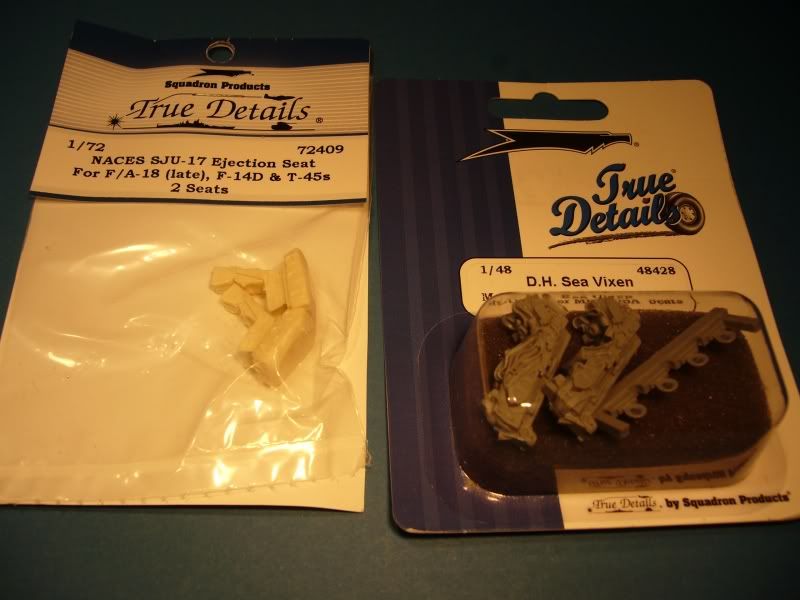 Squadron Products
True Details ®
1/72 72409
NACES SJU-17 Ejection Seat
For F/A-18 (late), F-14D & T-45s
2 Seats
True
Details
1/48 48428
D.H. Sea Vixen
True Details, by Squadron Products